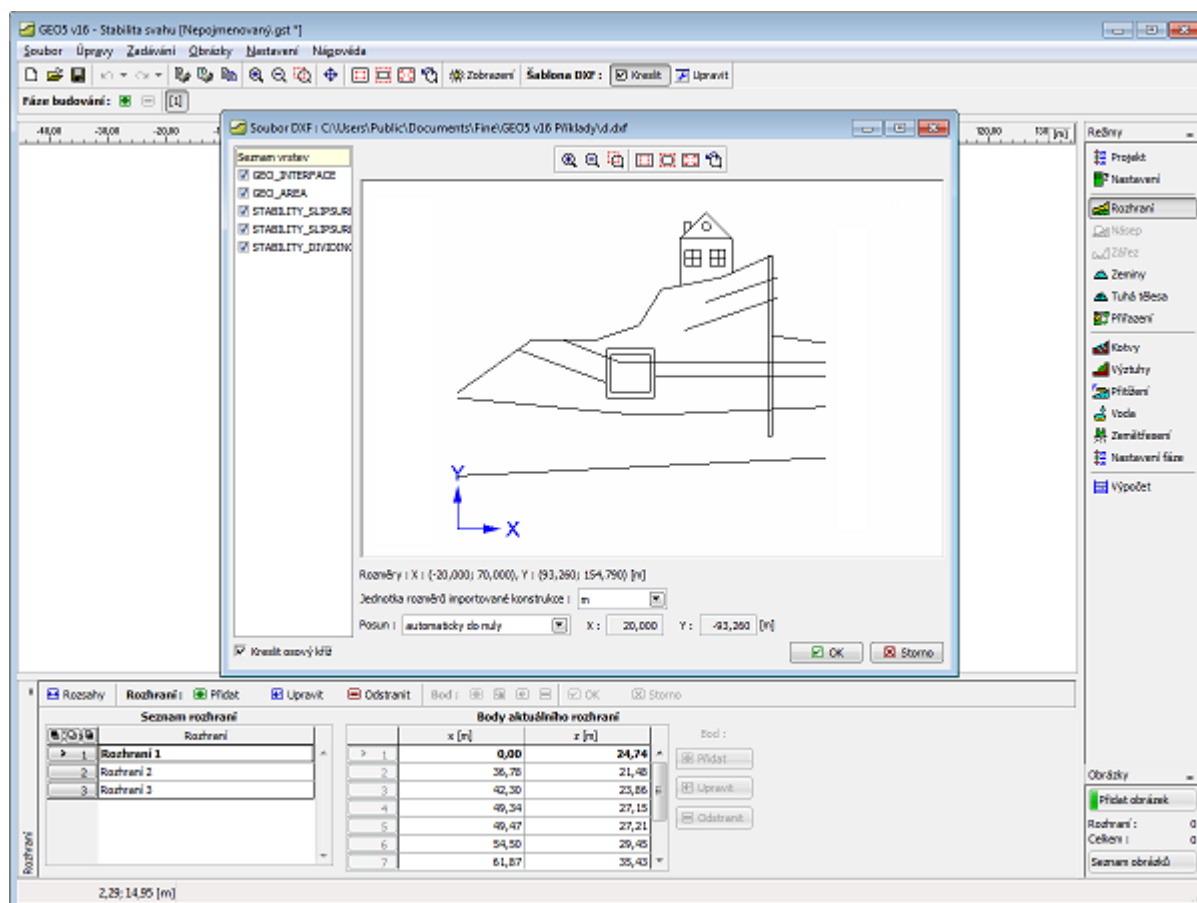 GEO5 v16 - Stabilita svahu [Nepojmenovaný.gst *]
Soubor Úpravy Zadávání Obrázky Nastavení Nápověda
Zobrazení Šablona DXF : Kreslit Upravit
Fáze budování : [1]
-40,00 -30,00 -20,00 120,00 [m]
Soubor DXF : C:\Users\Public\Documents\Fine\GEO5 v16 Příklady\d.dxf
Seznam vrstev
GEO_INTERFACE
GEO_AREA
STABILITY_SLIPSURF
STABILITY_SLIPSURF
STABILITY_DIVIDING
Y
X
Rozměry : X : (-20,000; 70,000), Y : (93,260; 154,790) [m]
Jednotka rozměrů importované konstrukce : m
Posun : automaticky do nuly X : 20,000 Y : -93,260 [m]
Kreslit osový kříž
OK Storno
Režimy
Projekt
Nastavení
Rozhraní
Násep
Zářez
Zeminy
Tuhá tělesa
Přiřazení
Kotvy
Výztuhy
Přitížení
Voda
Zemětřesení
Nastavení fáze
Výpočet
Rozsahy Rozhraní : Přidat Upravit Odstranit Bod : OK Storno
Seznam rozhraní
Rozhraní
> 1 Rozhraní 1
2 Rozhraní 2
3 Rozhraní 3
Body aktuálního rozhraní
x [m] z [m]
> 1 0,00 24,74
2 36,78 21,48
3 42,30 23,86
4 49,34 27,15
5 49,47 27,21
6 54,50 29,45
7 61,87 35,43
Bod :
Přidat
Upravit
Odstranit
Obrázky
Přidat obrázek
Rozhraní : 0
Celkem : 0
Seznam obrázků
Rozhraní
2,29; 14,95 [m]